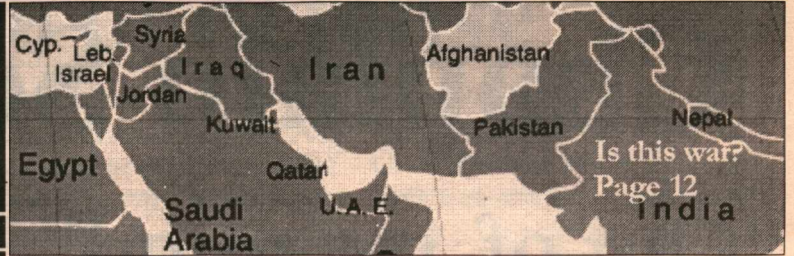 Cyp.
Leb.
Syria
Israel
Iraq
Iran
Afghanistan
Jordan
Kuwait
Pakistan
Nepal
Egypt
Qatar
Is this war?
Page 12
U.A.E.
India
Saudi
Arabia